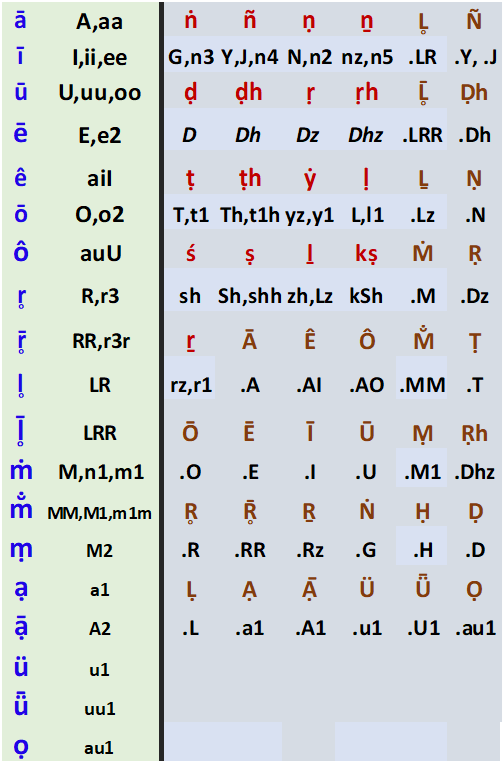 ā A,aa ṅ ñ ṇ ṉ L̥ Ñ
ī I,ii,ee G,n3 Y,J,n4 N,n2 nz,n5 .LR .Y, .J
ū U,uu,oo ḍ ḍh ṛ ṛh L̥̄ Ḍh
ē E,e2 D Dh Dz Dhz .LRR .Dh
ê aiI ṭ ṭh ẏ ḷ Ḻ Ṇ
ō O,o2 T,t1 Th,t1h yz,y1 L,l1 .Lz .N
ô auU ś ṣ ḻ kṣ Ṁ Ṛ
r̥ R,r3 sh Sh,shh zh,Lz kSh .M .Dz
r̥̄ RR,r3r ṟ Ā Ê Ô M̐ Ṭ
l̥ LR rz,r1 .A .AI .AO .MM .T
l̥̄ LRR Ō Ē Ī Ū Ṃ Ṛh
ṁ M,n1,m1 .O .E .I .U .M1 .Dhz
m̐ MM,M1,m1m R̥ R̥̄ Ṟ Ṅ Ḥ Ḍ
ṃ M2 .R .RR .Rz .G .H .D
ạ a1 Ḷ Ạ Ạ̄ Ü Ǖ Ọ
ạ̄ A2 .L .a1 .A1 .u1 .U1 .au1
ü u1
ǖ uu1
ọ au1